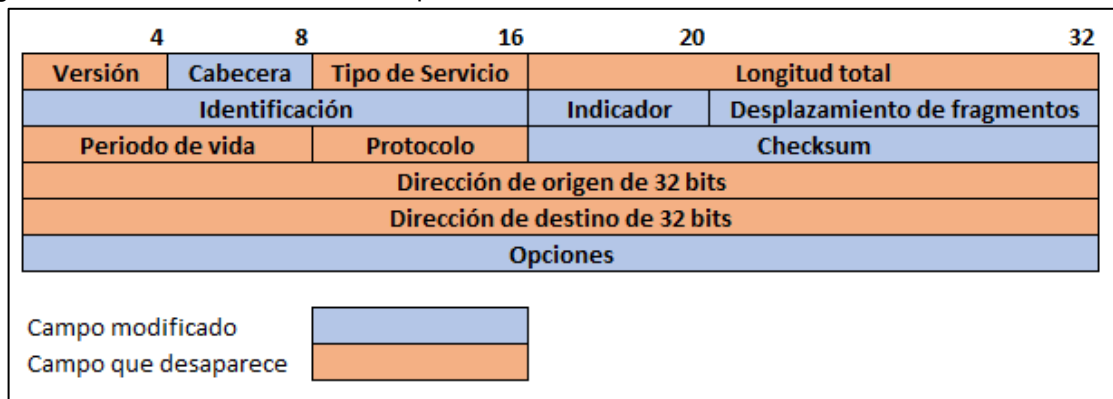 4 8 16 20 32
Versión Cabecera Tipo de Servicio Longitud total
Identificación Indicador Desplazamiento de fragmentos
Periodo de vida Protocolo Checksum
Dirección de origen de 32 bits
Dirección de destino de 32 bits
Opciones
Campo modificado
Campo que desaparece